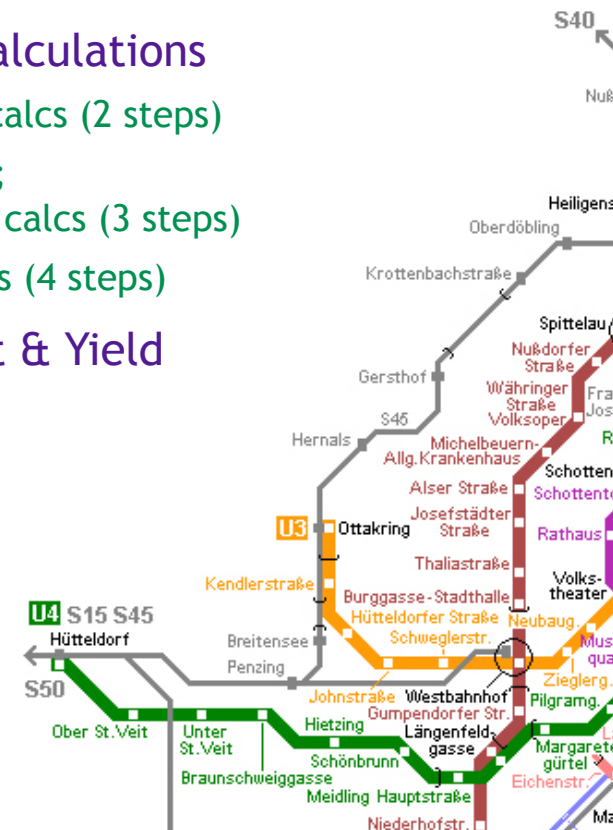 alculations
calcs (2 steps)
;
calcs (3 steps)
s (4 steps)
t & Yield
S40
Nuß
Heiligens
Oberdöbling
Krottenbachstraße
Spittelau
Nußdorfer
Straße
Gersthof
Währinger
Straße
Volksoper
Fra
Jos
S45
Hernals
Michelbeuern-
Allg.Krankenhaus
R
Schotten
Alser Straße
Schottent
U3
Ottakring
Josefstädter
Straße
Rathaus
Thaliastraße
Volks-
theater
Kendlerstraße
Burggasse-Stadthalle
U4 S15 S45
Hütteldorf
Hütteldorfer Straße
Neubaug.
Schweglerstr.
Breitensee
Mus
qua
Penzing
Zieglerg.
S50
Johnstraße
Westbahnhof
Pilgramg.
Gumpendorfer Str.
Ober St.Veit
Unter
St.Veit
Hietzing
Längenfeld-
gasse
Margarete
gürtel
Schönbrunn
Braunschweiggasse
Eichenstr.
Meidling Hauptstraße
Niederhofstr.
Ma